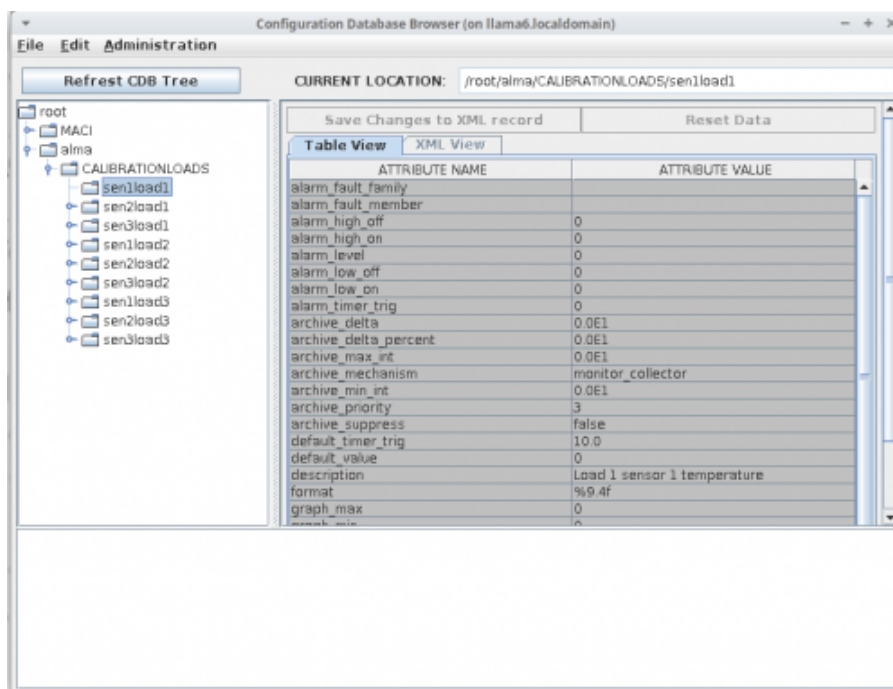 Configuration Database Browser (on llama6.localdomain)
File Edit Administration
Refrest CDB Tree
CURRENT LOCATION: /root/alma/CALIBRATIONLOADS/sen1load1
root
MACI
alma
CALIBRATIONLOADS
sen1load1
sen2load1
sen3load1
sen1load2
sen2load2
sen3load2
sen1load3
sen2load3
sen3load3
Save Changes to XML record Reset Data
Table View XML View
ATTRIBUTE NAME ATTRIBUTE VALUE
alarm_fault_family
alarm_fault_member
alarm_high_off 0
alarm_high_on 0
alarm_level 0
alarm_low_off 0
alarm_low_on 0
alarm_timer_trig 0
archive_delta 0.0E1
archive_delta_percent 0.0E1
archive_max_int 0.0E1
archive_mechanism monitor_collector
archive_min_int 0.0E1
archive_priority 3
archive_suppress false
default_timer_trig 10.0
default_value 0
description Load 1 sensor 1 temperature
format %9.4f
graph_max 0
graph_min 0